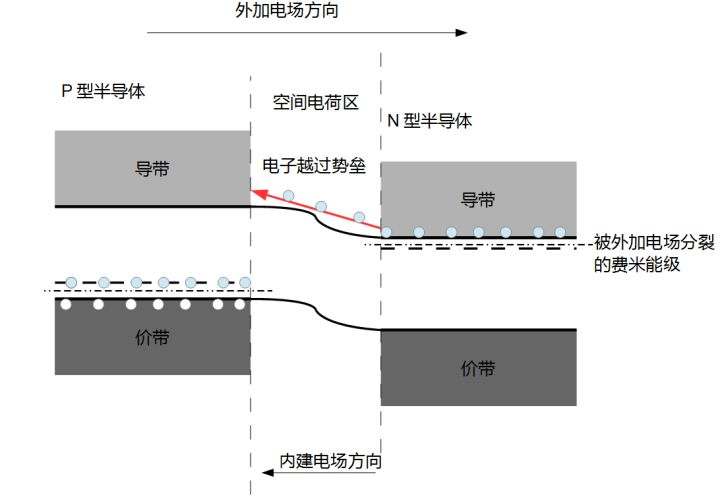 外加电场方向
P 型半导体
空间电荷区
N 型半导体
导带
电子越过势垒
导带
被外加电场分裂
的费米能级
价带
价带
内建电场方向